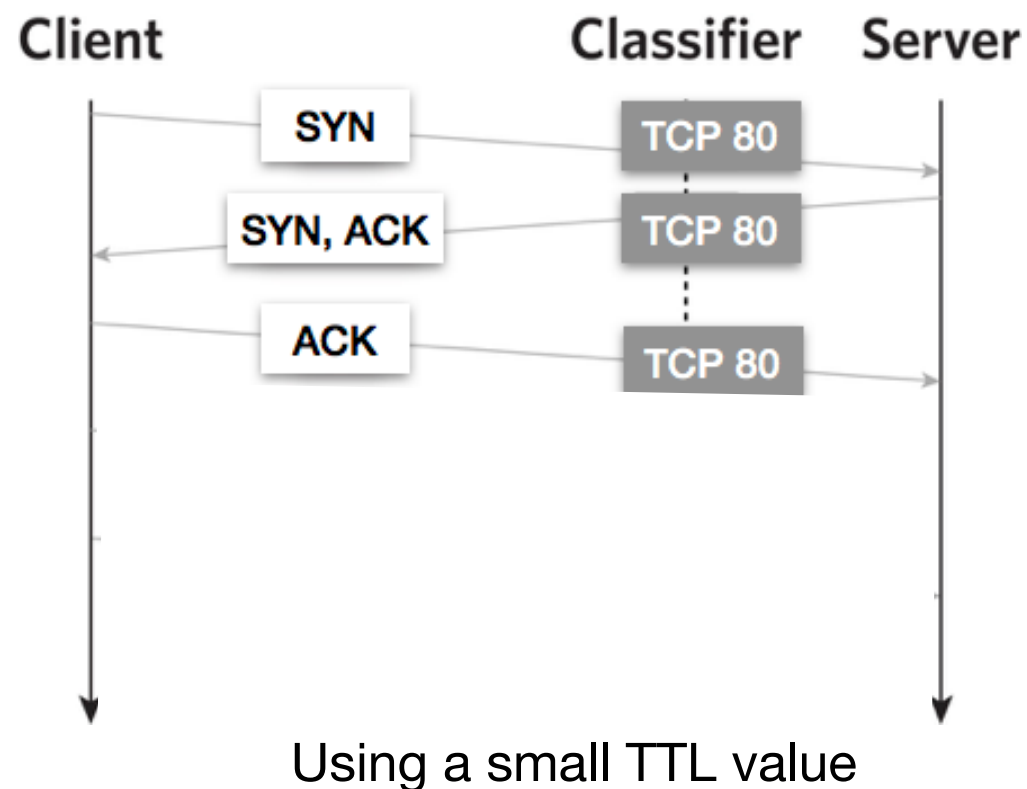 Client Classifier Server
SYN TCP 80
SYN, ACK TCP 80
ACK TCP 80
Using a small TTL value